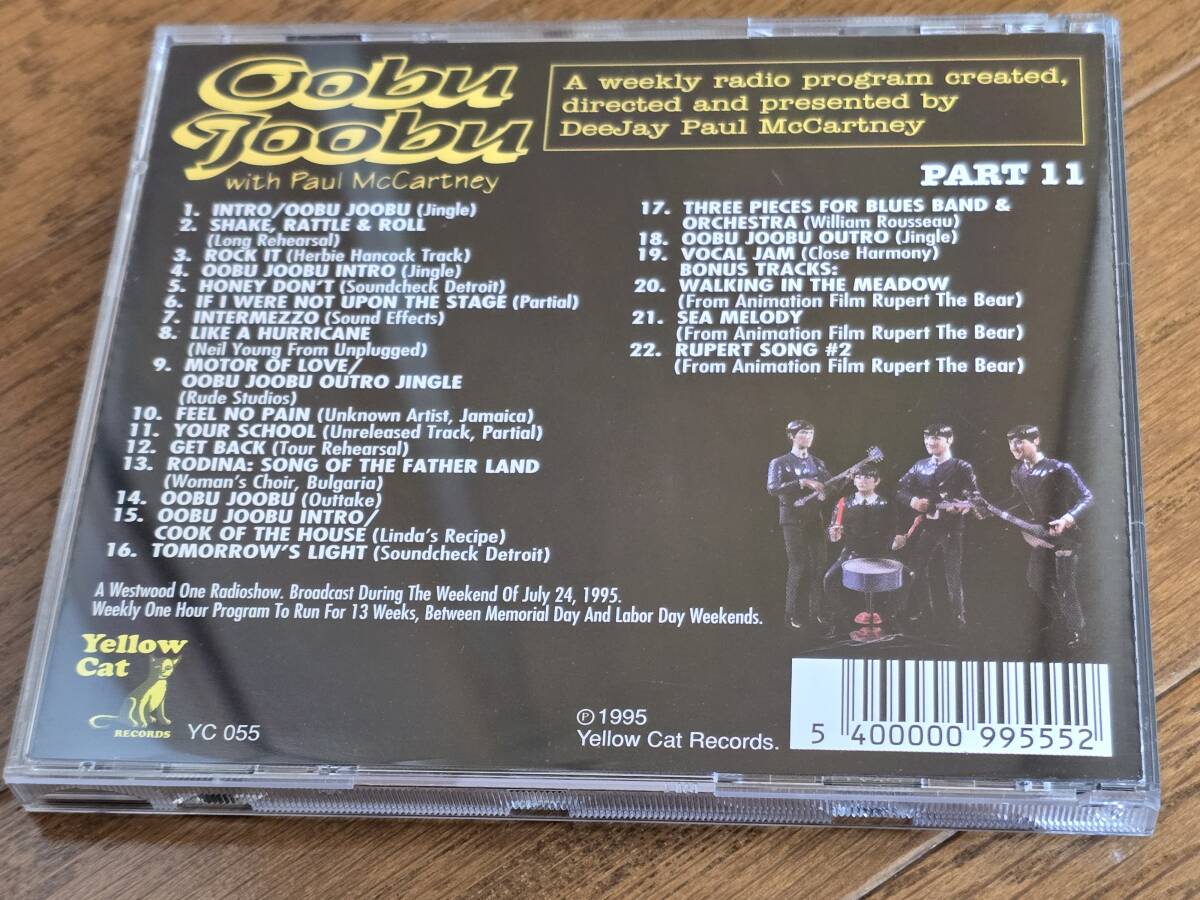 Oobu
Joobu
with Paul McCartney
A weekly radio program created,
directed and presented by
DeeJay Paul McCartney
PART 11
1. INTRO/OOBU JOOBU (Jingle)
2. SHAKE, RATTLE & ROLL
(Long Rehearsal)
3. ROCK IT (Herbie Hancock Track)
4. OOBU JOOBU INTRO (Jingle)
5. HONEY DON'T (Soundcheck Detroit)
6. IF I WERE NOT UPON THE STAGE (Partial)
7. INTERMEZZO (Sound Effects)
8. LIKE A HURRICANE
(Neil Young From Unplugged)
9. MOTOR OF LOVE/
OOBU JOOBU OUTRO JINGLE
(Rude Studios)
10. FEEL NO PAIN (Unknown Artist, Jamaica)
11. YOUR SCHOOL (Unreleased Track, Partial)
12. GET BACK (Tour Rehearsal)
13. RODINA: SONG OF THE FATHER LAND
(Woman's Choir, Bulgaria)
14. OOBU JOOBU (Outtake)
15. OOBU JOOBU INTRO/
COOK OF THE HOUSE (Linda's Recipe)
16. TOMORROW'S LIGHT (Soundcheck Detroit)
17. THREE PIECES FOR BLUES BAND &
ORCHESTRA (William Rousseau)
18. OOBU JOOBU OUTRO (Jingle)
19. VOCAL JAM (Close Harmony)
BONUS TRACKS:
20. WALKING IN THE MEADOW
(From Animation Film Rupert The Bear)
21. SEA MELODY
(From Animation Film Rupert The Bear)
22. RUPERT SONG #2
(From Animation Film Rupert The Bear)
A Westwood One Radioshow. Broadcast During The Weekend Of July 24, 1995.
Weekly One Hour Program To Run For 13 Weeks, Between Memorial Day And Labor Day Weekends.
Yellow
Cat
RECORDS
YC 055
℗ 1995
Yellow Cat Records.
5 400000 995552